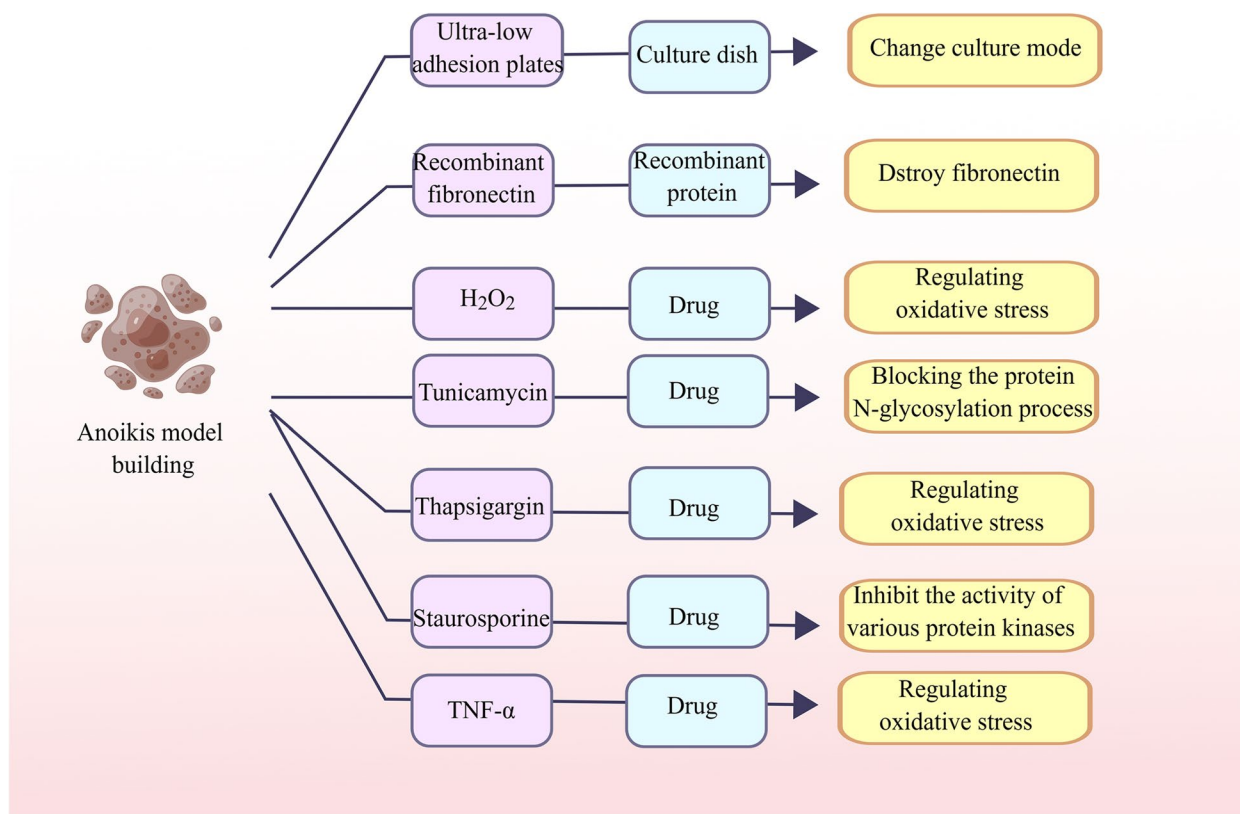 Ultra-low
adhesion plates
Culture dish
Change culture mode
Recombinant
fibronectin
Recombinant
protein
Dstroy fibronectin
H₂O₂
Drug
Regulating
oxidative stress
Tunicamycin
Drug
Blocking the protein
N-glycosylation process
Anoikis model
building
Thapsigargin
Drug
Regulating
oxidative stress
Staurosporine
Drug
Inhibit the activity of
various protein kinases
TNF-α
Drug
Regulating
oxidative stress